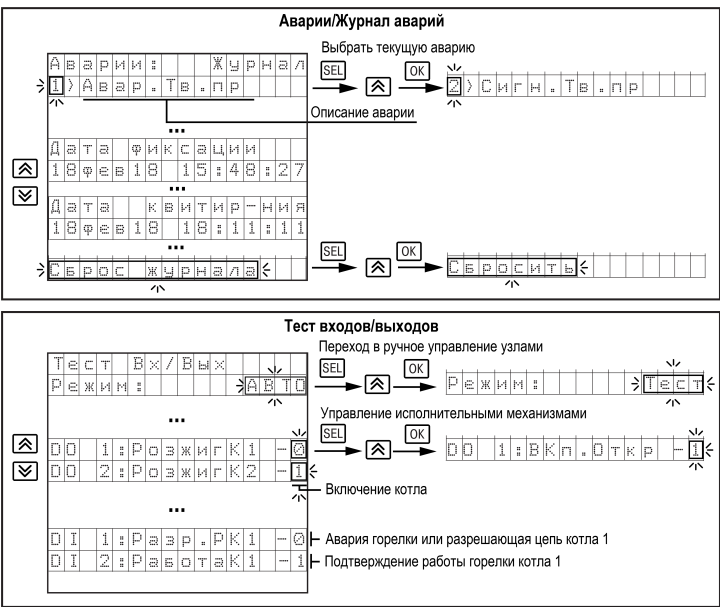 Аварии/Журнал аварий
Выбрать текущую аварию
Аварии: Журнал
1>Авар.Тв.пр
SEL
OK
2>Сигн.Тв.пр
Описание аварии
...
Дата фиксации
18фев18 15:48:27
...
Дата квитир-ния
18фев18 18:11:11
...
Сброс журнала
SEL
OK
Сбросить
Тест входов/выходов
Переход в ручное управление узлами
Тест Вх/Вых
Режим: АВТО
SEL
OK
Режим: Тест
...
Управление исполнительными механизмами
DO 1:РозжигК1 -0
SEL
OK
DO 1:ВКп.Откр -1
DO 2:РозжигК2 -1
Включение котла
...
DI 1:Разр.РК1 -0
Авария горелки или разрешающая цепь котла 1
DI 2:РаботаК1 -1
Подтверждение работы горелки котла 1